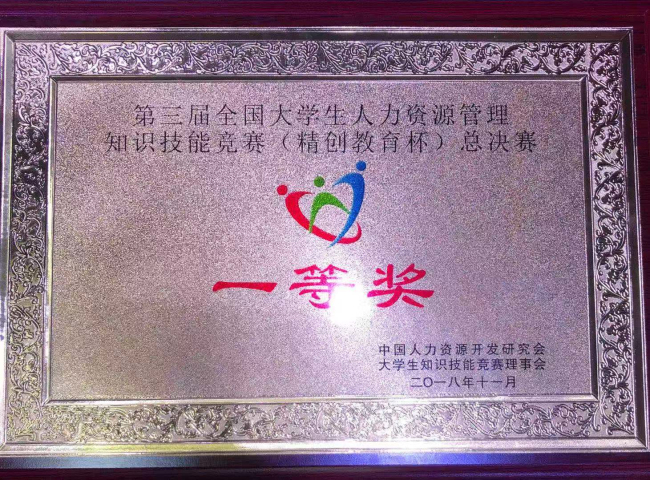 第三届全国大学生人力资源管理
知识技能竞赛（精创教育杯）总决赛
一等奖
中国人力资源开发研究会
大学生知识技能竞赛理事会
二〇一八年十一月